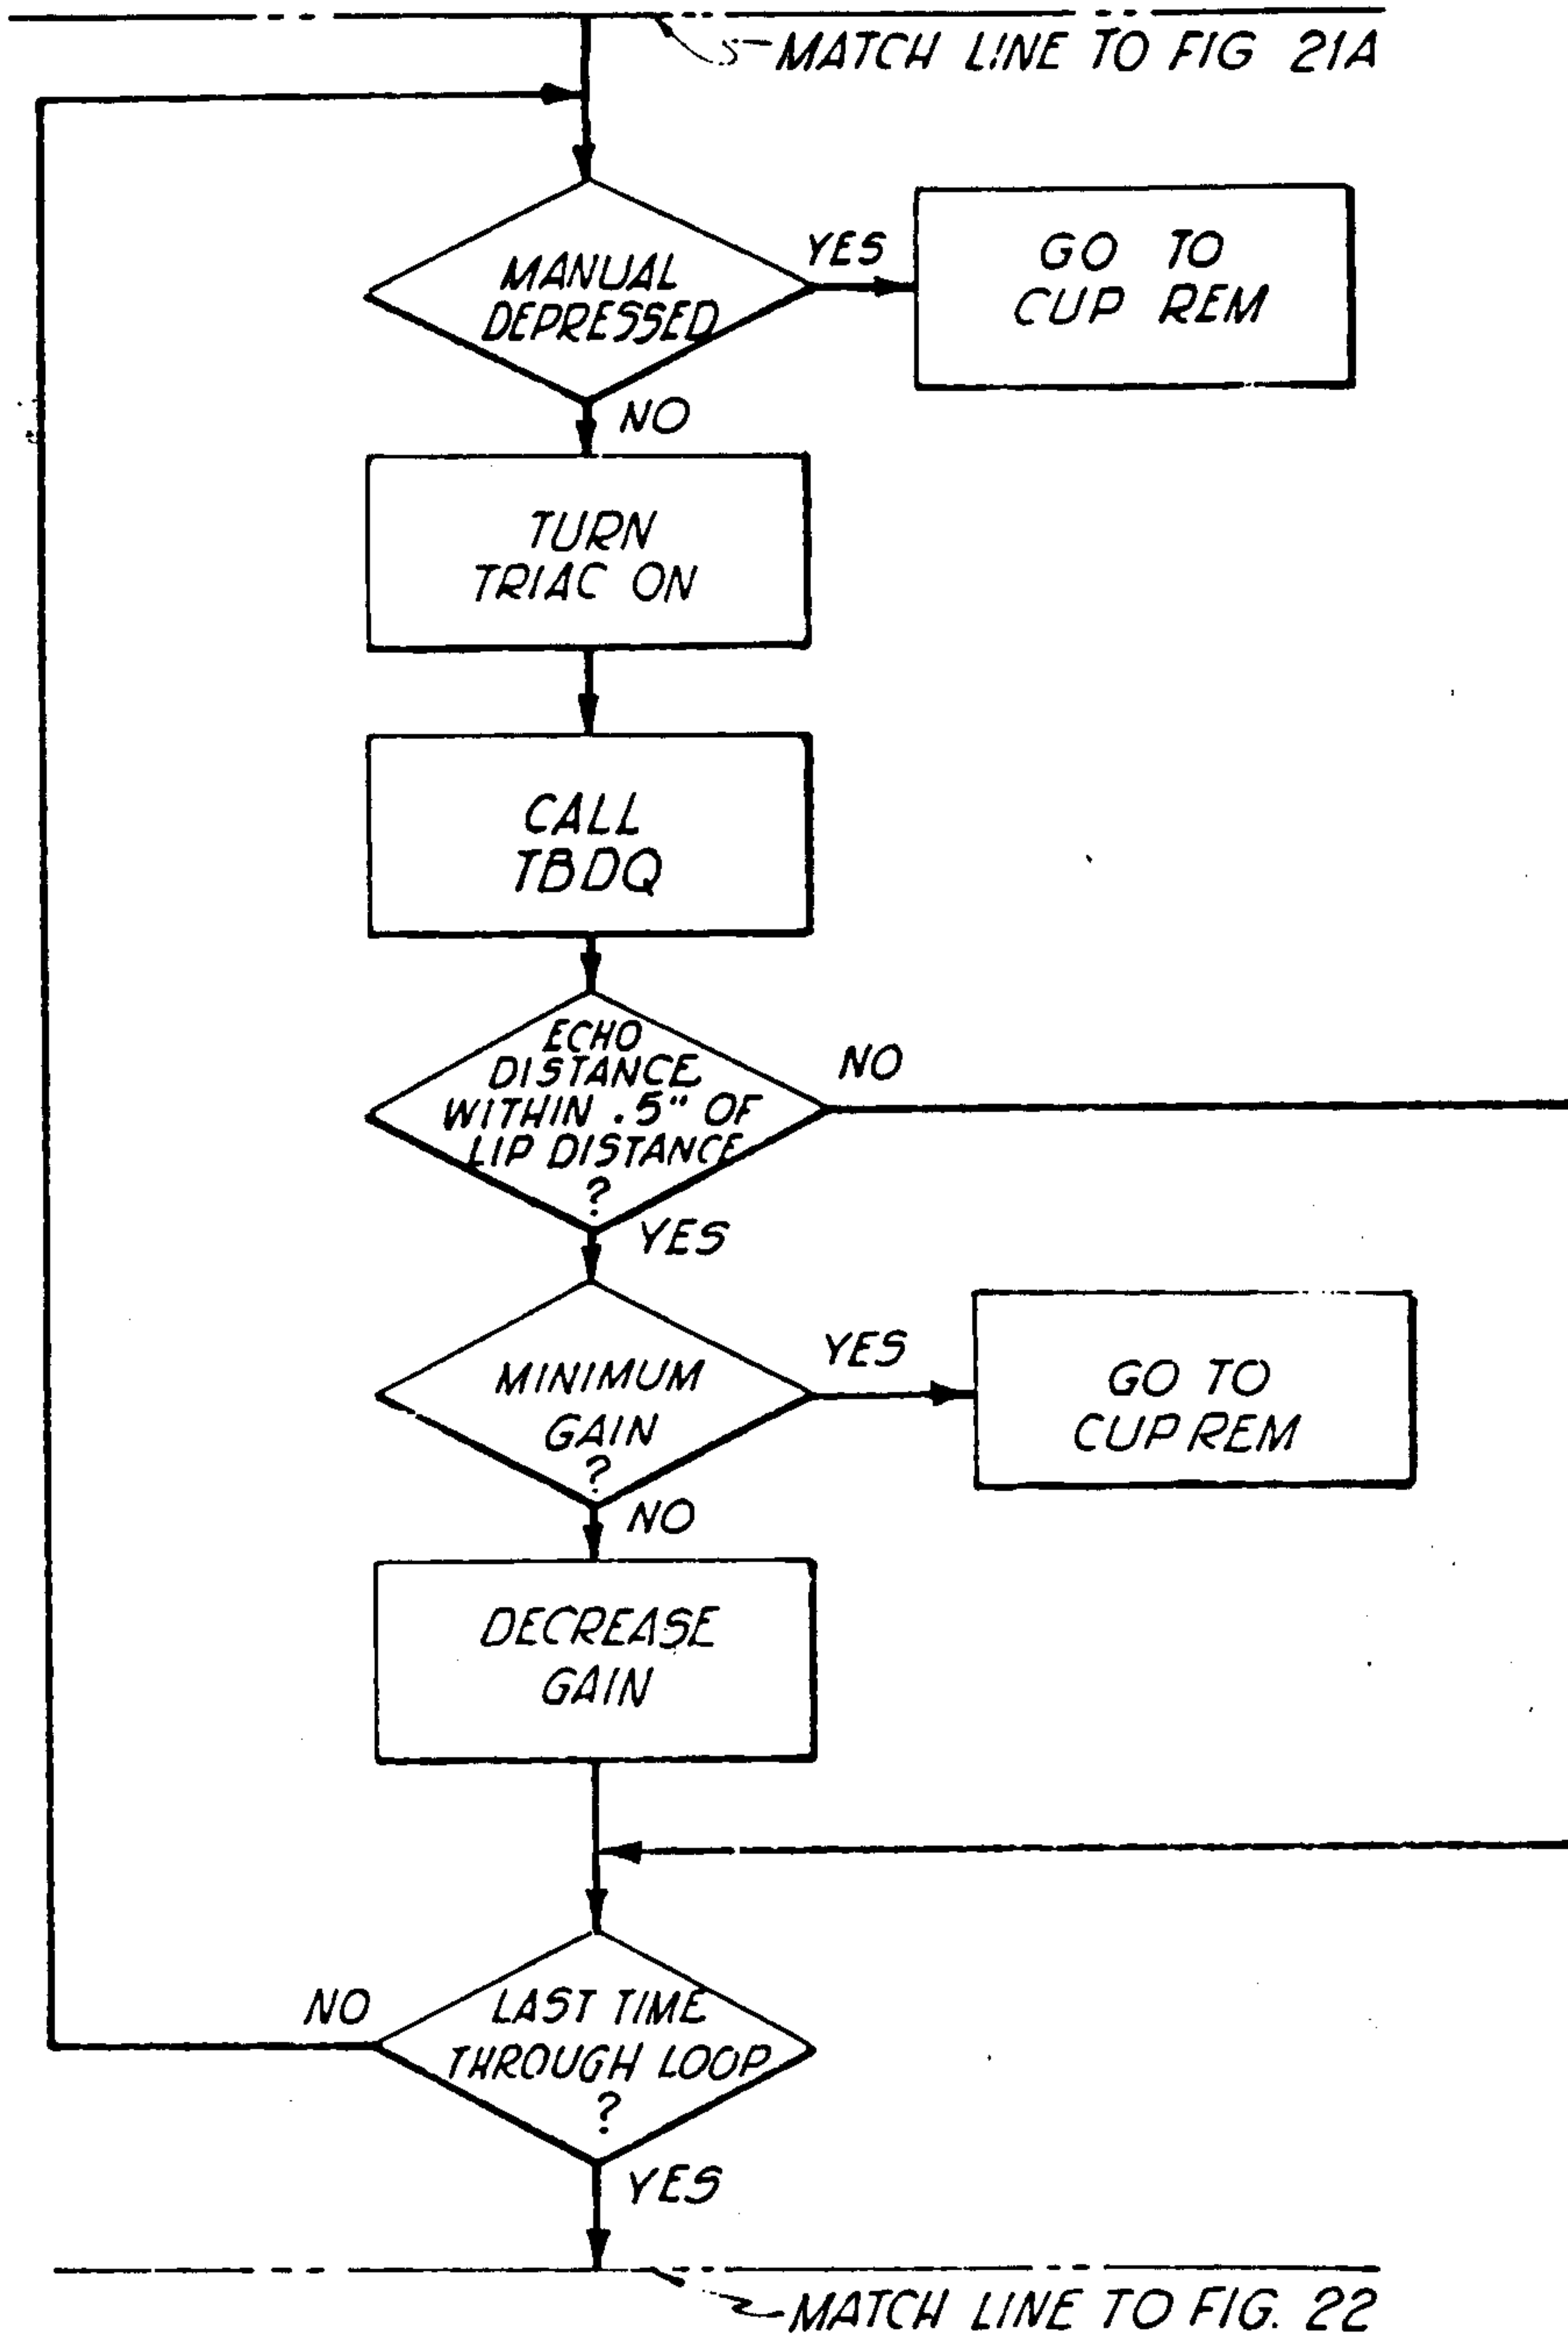 MATCH LINE TO FIG 21A
MANUAL
DEPRESSED
YES
GO TO
CUP REM
NO
TURN
TRIAC ON
CALL
TBDQ
ECHO
DISTANCE
WITHIN .5" OF
LIP DISTANCE
?
NO
YES
MINIMUM
GAIN
?
YES
GO TO
CUP REM
NO
DECREASE
GAIN
LAST TIME
THROUGH LOOP
?
NO
YES
MATCH LINE TO FIG. 22